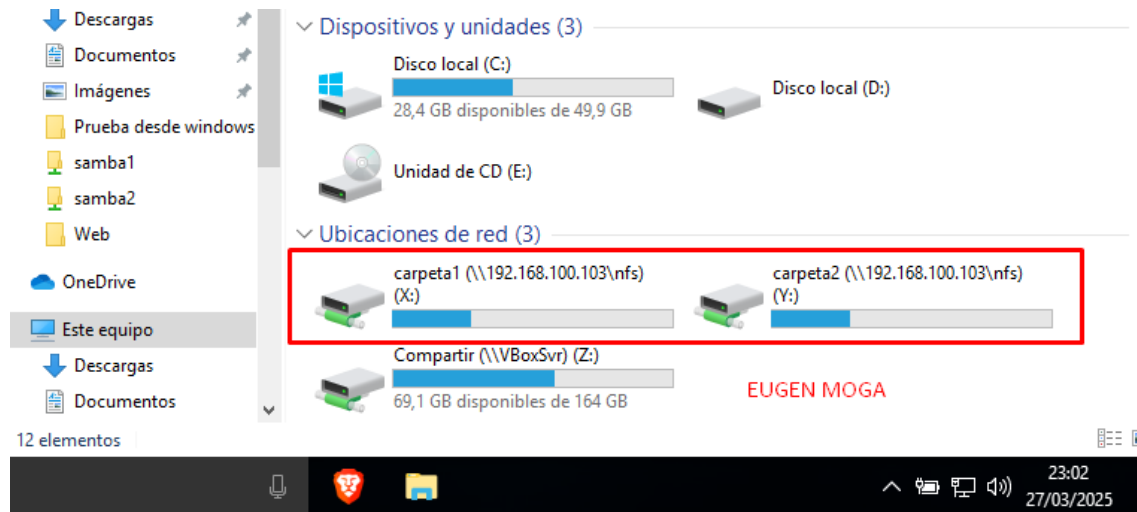 Descargas
Documentos
Imágenes
Prueba desde windows
samba1
samba2
Web
OneDrive
Este equipo
Descargas
Documentos
12 elementos
Dispositivos y unidades (3)
Disco local (C:)
28,4 GB disponibles de 49,9 GB
Disco local (D:)
Unidad de CD (E:)
Ubicaciones de red (3)
carpeta1 (\\192.168.100.103\nfs)
(X:)
carpeta2 (\\192.168.100.103\nfs)
(Y:)
Compartir (\\VBoxSvr) (Z:)
69,1 GB disponibles de 164 GB
EUGEN MOGA
23:02
27/03/2025